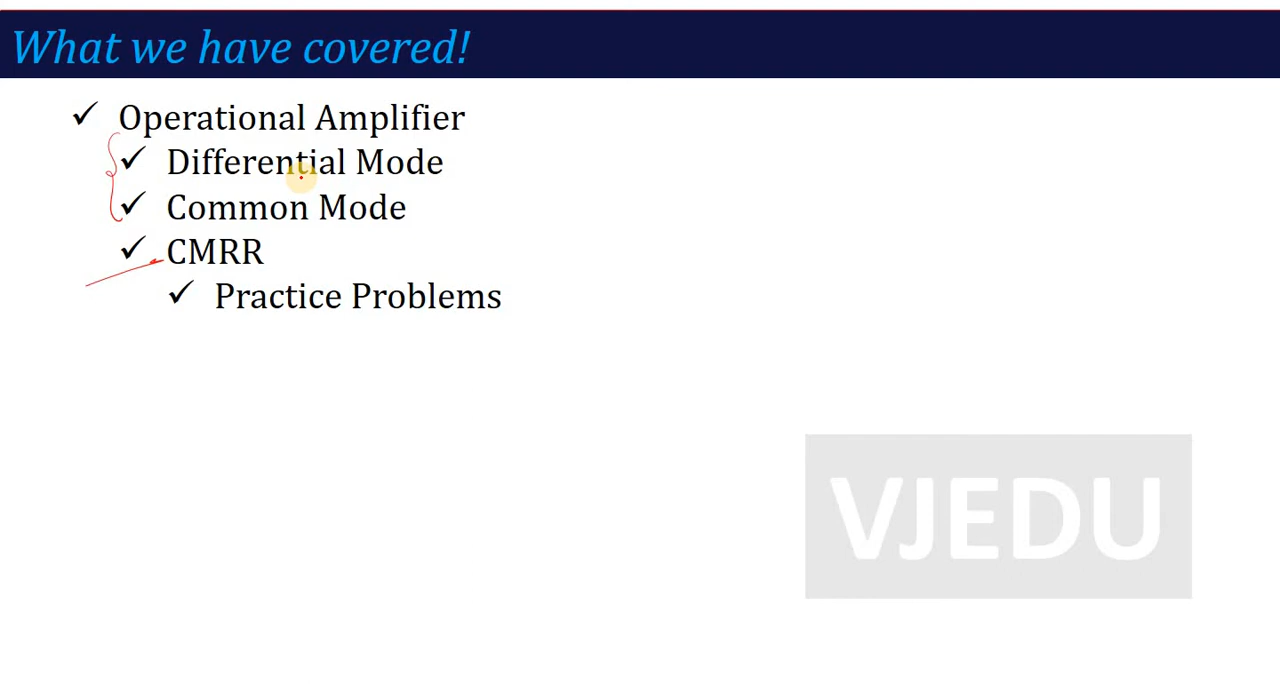 What we have covered!
✓ Operational Amplifier
✓ Differential Mode
✓ Common Mode
✓ CMRR
✓ Practice Problems
VJEDU